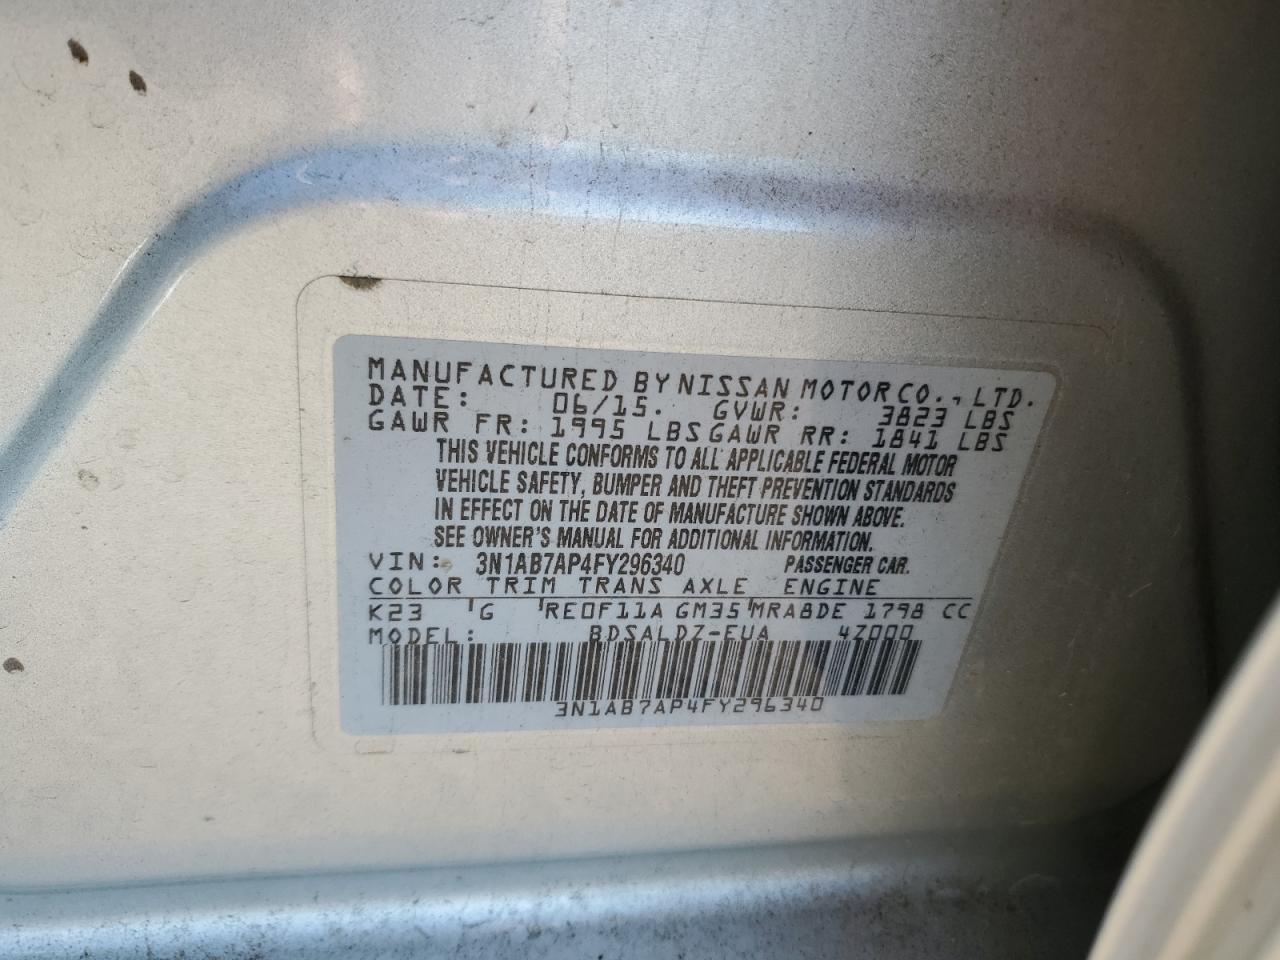 MANUFACTURED BY NISSAN MOTOR CO., LTD.
DATE: 06/15. GVWR: 3823 LBS
GAWR FR: 1995 LBS GAWR RR: 1841 LBS
THIS VEHICLE CONFORMS TO ALL APPLICABLE FEDERAL MOTOR
VEHICLE SAFETY, BUMPER AND THEFT PREVENTION STANDARDS
IN EFFECT ON THE DATE OF MANUFACTURE SHOWN ABOVE.
SEE OWNER'S MANUAL FOR ADDITIONAL INFORMATION.
VIN: 3N1AB7AP4FY296340 PASSENGER CAR.
COLOR TRIM TRANS AXLE ENGINE
K23 'G 'RE0F11A GM35 'MRA8DE 1798 CC
MODEL: BDSALDZ-EUA 4Z000
3N1AB7AP4FY296340